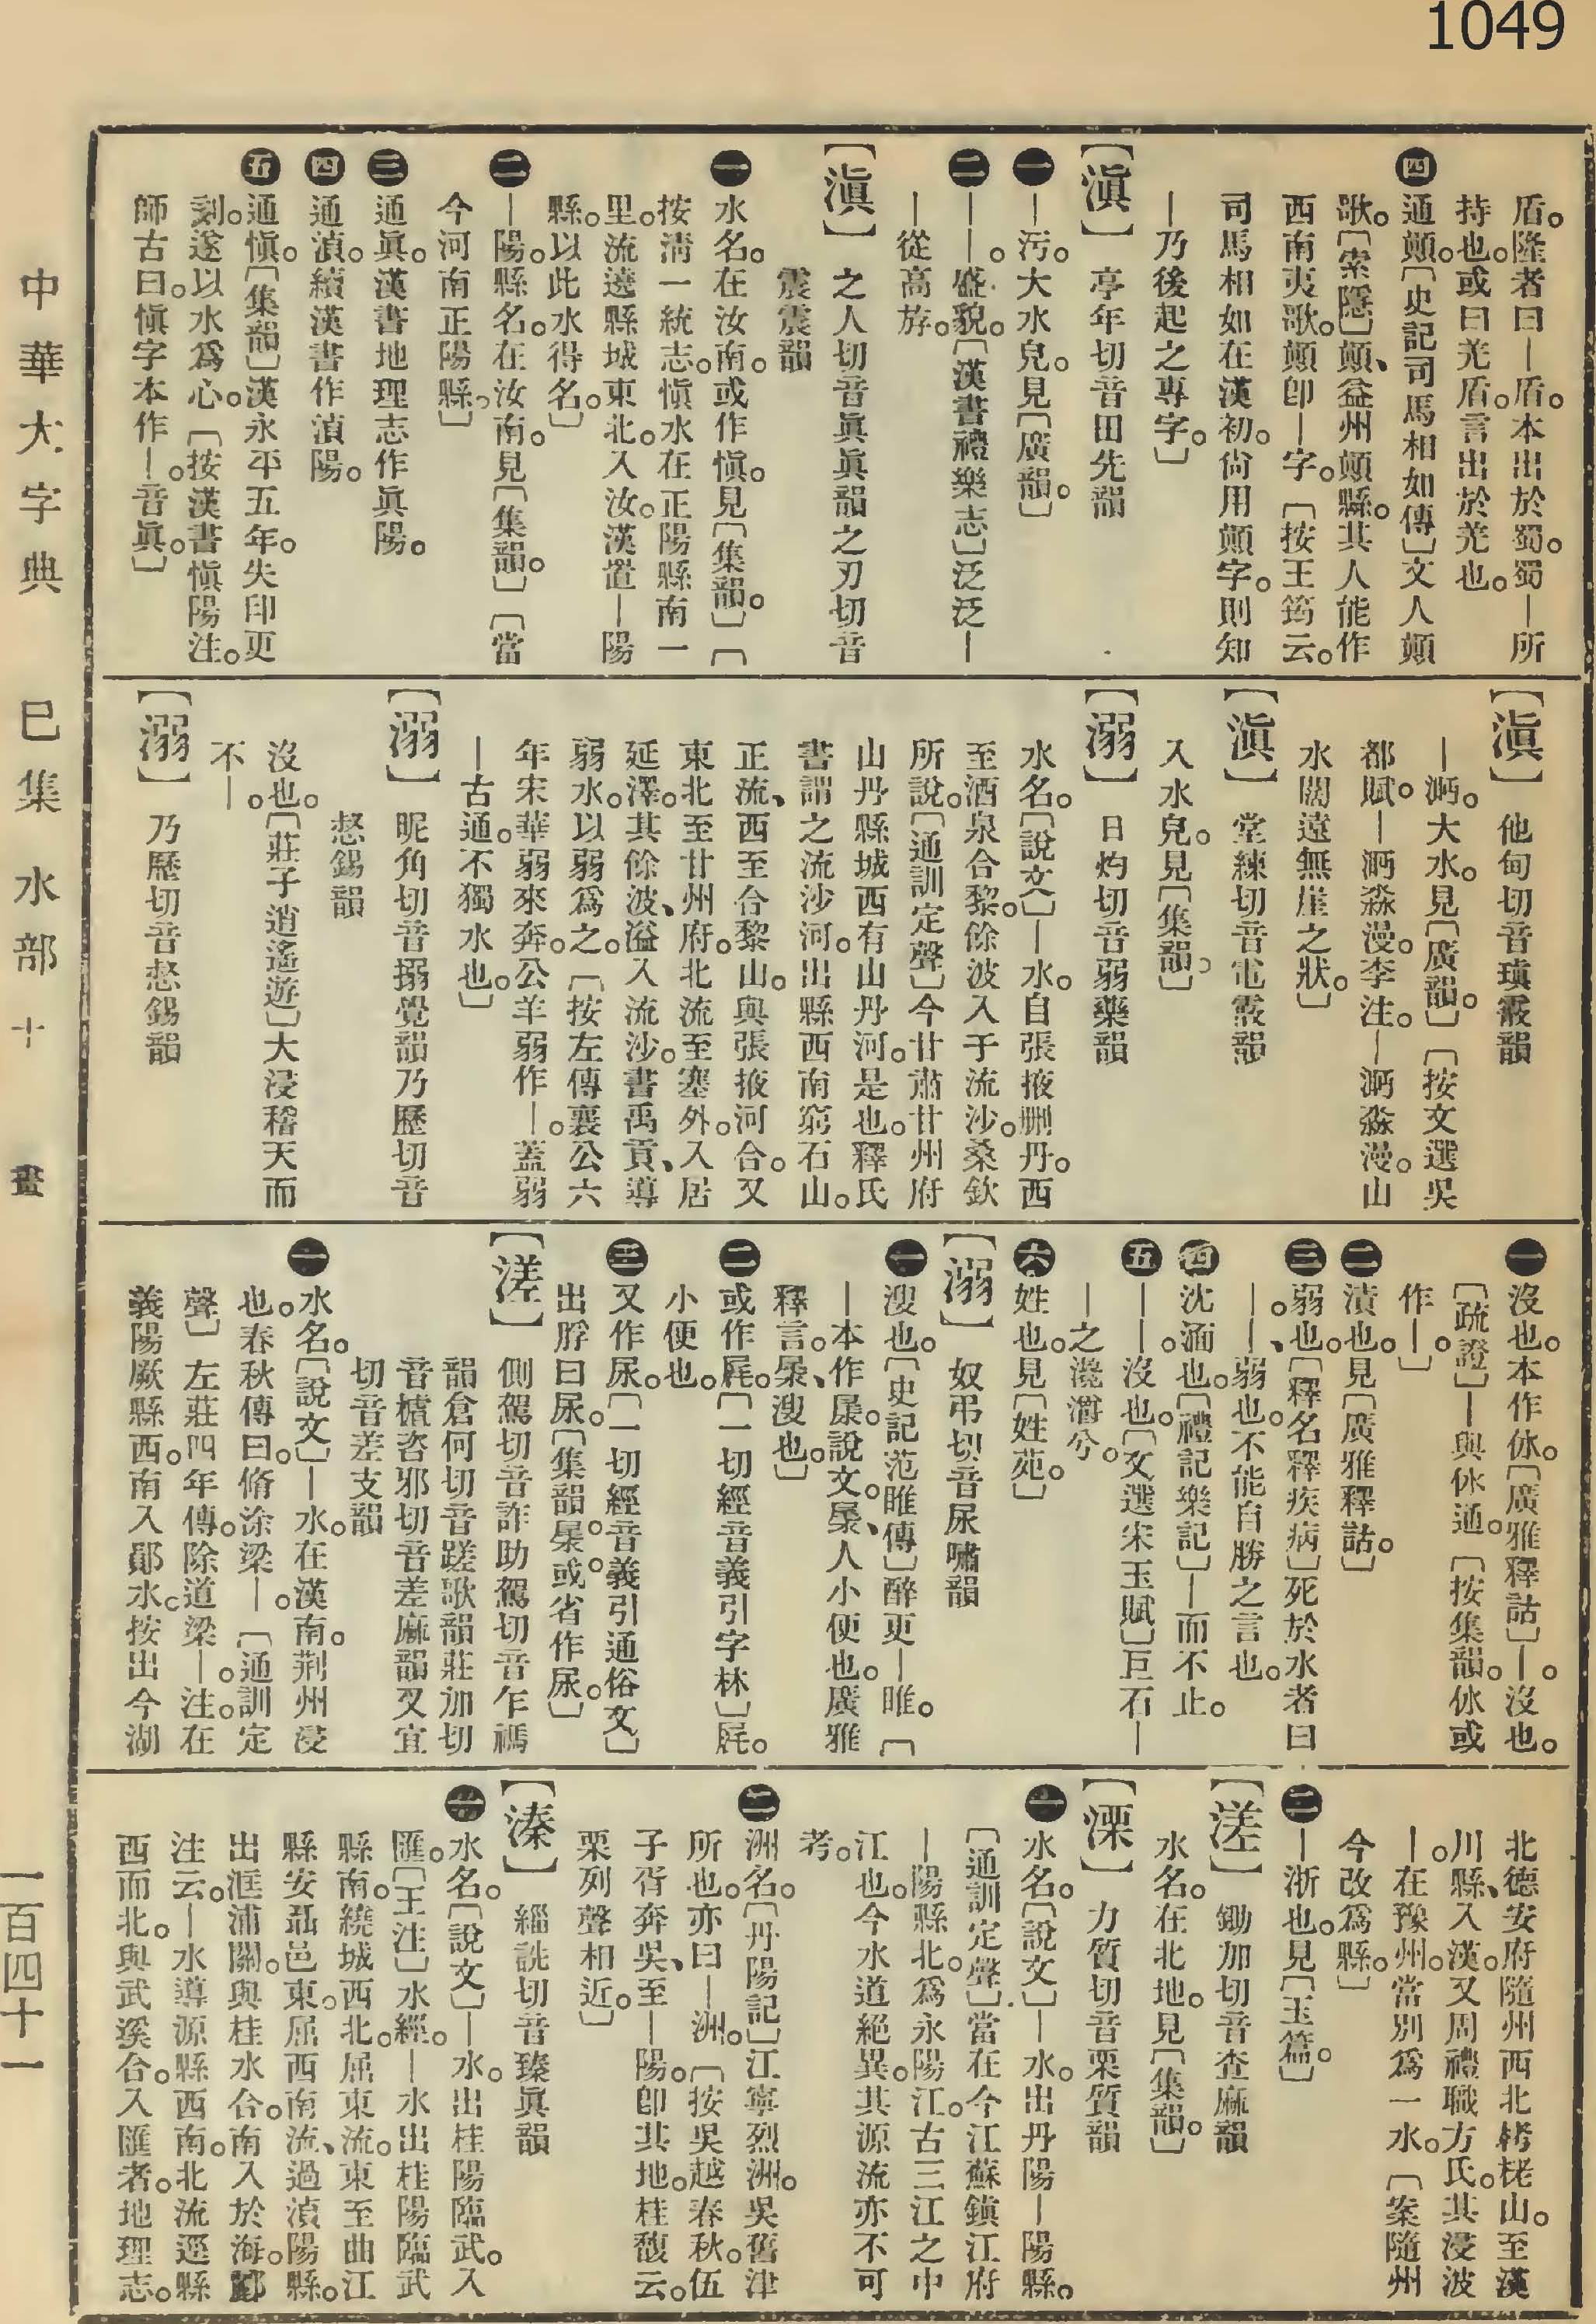 1049
盾。隆者曰—盾。本出於蜀。蜀—所
持也。或曰羌盾。言出於羌也。
四 通顚。〔史記司馬相如傳〕文人顚
歌。〔索隱〕顚、益州顚縣。其人能作
西南夷歌。顚卽—字。〔按王筠云。
司馬相如在漢初。尙用顚字。則知
—乃後起之專字。〕
〔滇〕 亭年切音田先韻
一 —污。大水皃。見〔廣韻。〕
二 ——。盛貌。〔漢書禮樂志〕泛泛—
—從高斿。
〔滇〕 之人切音眞眞韻之刃切音
震震韻
一 水名。在汝南。或作愼。見〔集韻。〕〔
按淸一統志。愼水在正陽縣南一
里。流遶縣城東北。入汝。漢置—陽
縣。以此水得名。〕
二 —陽。縣名。在汝南。見〔集韻。〕〔當
今河南正陽縣。〕
三 通眞。漢書地理志作眞陽。
四 通湞。續漢書作湞陽。
五 通愼。〔集韻〕漢永平五年。失印更
刻。遂以水爲心。〔按漢書愼陽注。
師古曰。愼字本作—。音眞。〕
〔滇〕 他甸切音瑱霰韻
—㴐。大水。見〔廣韻。〕〔按文選吳
都賦。—㴐淼漫。李注。—㴐淼漫。山
水闊遠無崖之狀。〕
〔滇〕 堂練切音電霰韻
入水皃。見〔集韻。〕
〔溺〕 日灼切音弱藥韻
水名。〔說文〕—水。自張掖删丹。西
至酒泉合黎。餘波入于流沙。桑欽
所說。〔通訓定聲〕今甘肅甘州府
山丹縣城西有山丹河。是也。釋氏
書謂之流沙河。出縣西南窮石山。
正流、西至合黎山。與張掖河合。又
東北至甘州府。北流至塞外。入居
延澤。其餘波、溢入流沙。書禹貢、導
弱水。以弱爲之。〔按左傳襄公六
年宋華弱來奔。公羊弱作—。蓋弱
—古通。不獨水也。〕
〔溺〕 昵角切音搦覺韻乃歷切音
惄錫韻
沒也。〔莊子逍遙遊〕大浸稽天而
不—。
〔溺〕 乃歷切音惄錫韻
一 沒也。本作㲻。〔廣雅釋詁〕—。沒也。
〔疏證〕—與㲻通。〔按集韻。㲻或
作—。〕
二 漬也。見〔廣雅釋詁。〕
三 弱也。〔釋名釋疾病〕死於水者曰
—。—、弱也。不能自勝之言也。
四 沈湎也。〔禮記樂記〕—而不止。
五 ——。沒也。〔文選宋玉賦〕巨石—
—之瀺灂兮。
六 姓也。見〔姓苑。〕
〔溺〕 奴弔切音尿嘯韻
一 溲也。〔史記范睢傳〕醉更—睢。〔
—本作㞙。說文。㞙、人小便也。廣雅
釋言。㞙、溲也。〕
二 或作㞎。〔一切經音義引字林〕㞎。
小便也。
三 又作尿。〔一切經音義引通俗文〕
出脬曰尿。〔集韻。㞙。或省作尿。〕
〔溠〕 側駕切音詐助駕切音乍禡
韻倉何切音蹉歌韻莊加切
音樝咨邪切音差麻韻叉宜
切音差支韻
一 水名。〔說文〕—水。在漢南。荆州浸
也。春秋傳曰。脩涂梁—。〔通訓定
聲〕左莊四年傳。除道梁—。注。在
義陽厥縣西。南入鄖水。按出今湖
北德安府隨州西北栲栳山。至漢
川縣、入漢。又周禮職方氏。其浸波
—。在豫州。當別爲一水。〔案隨州
今改爲縣。〕
二 —浙也。見〔玉篇。〕
〔溠〕 鋤加切音査麻韻
水名。在北地。見〔集韻。〕
〔溧〕 力質切音栗質韻
一 水名。〔說文〕—水。出丹陽—陽縣。
〔通訓定聲〕當在今江蘇鎭江府
—陽縣北。爲永陽江。古三江之中
江也。今水道絕異。其源流亦不可
考。
二 洲名。〔丹陽記〕江寧烈洲。吳舊津
所也。亦曰—洲。〔按吳越春秋。伍
子胥奔吳、至—陽。卽其地。桂馥云。
栗列聲相近。〕
〔溱〕 緇詵切音臻眞韻
一 水名。〔說文〕—水。出桂陽臨武。入
匯。〔王注〕水經。—水出桂陽臨武
縣南。繞城西北。屈東流。東至曲江
縣安聶邑東。屈西南流、過湞陽縣。
出洭浦關。與桂水合。南入於海。酈
注云。—水導源縣西南。北流逕縣
西而北。與武溪合。入匯者。地理志。
中華大字典 巳集 水部 十 畫 一百四十一